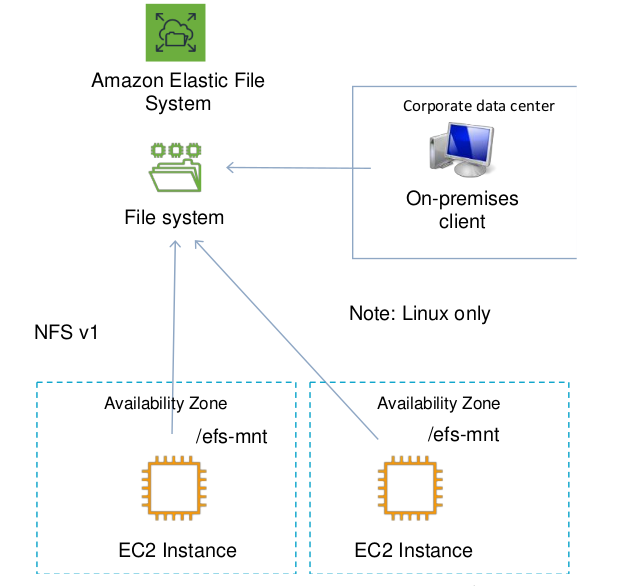 Amazon Elastic File
System
Corporate data center
On-premises
client
File system
Note: Linux only
NFS v1
Availability Zone
/efs-mnt
EC2 Instance
Availability Zone
/efs-mnt
EC2 Instance